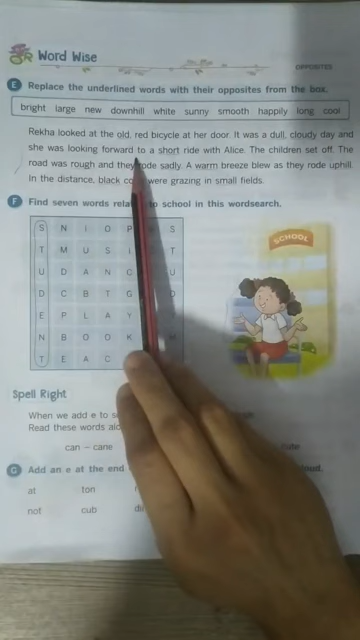 Word Wise
OPPOSITES
E Replace the underlined words with their opposites from the box.
bright large new downhill white sunny smooth happily long cool
Rekha looked at the old, red bicycle at her door. It was a dull, cloudy day and
she was looking forward to a short ride with Alice. The children set off. The
road was rough and they rode sadly. A warm breeze blew as they rode uphill.
In the distance, black were grazing in small fields.
F Find seven words to school in this wordsearch.
S N I O P S
T M U S T
U D A N C U
D C B T G D
E P L A Y
N B O O K
T E A C
SCHOOL
Spell Right
When we add e to
Read these words
can – cane
G Add an e at the end
at ton
not cub